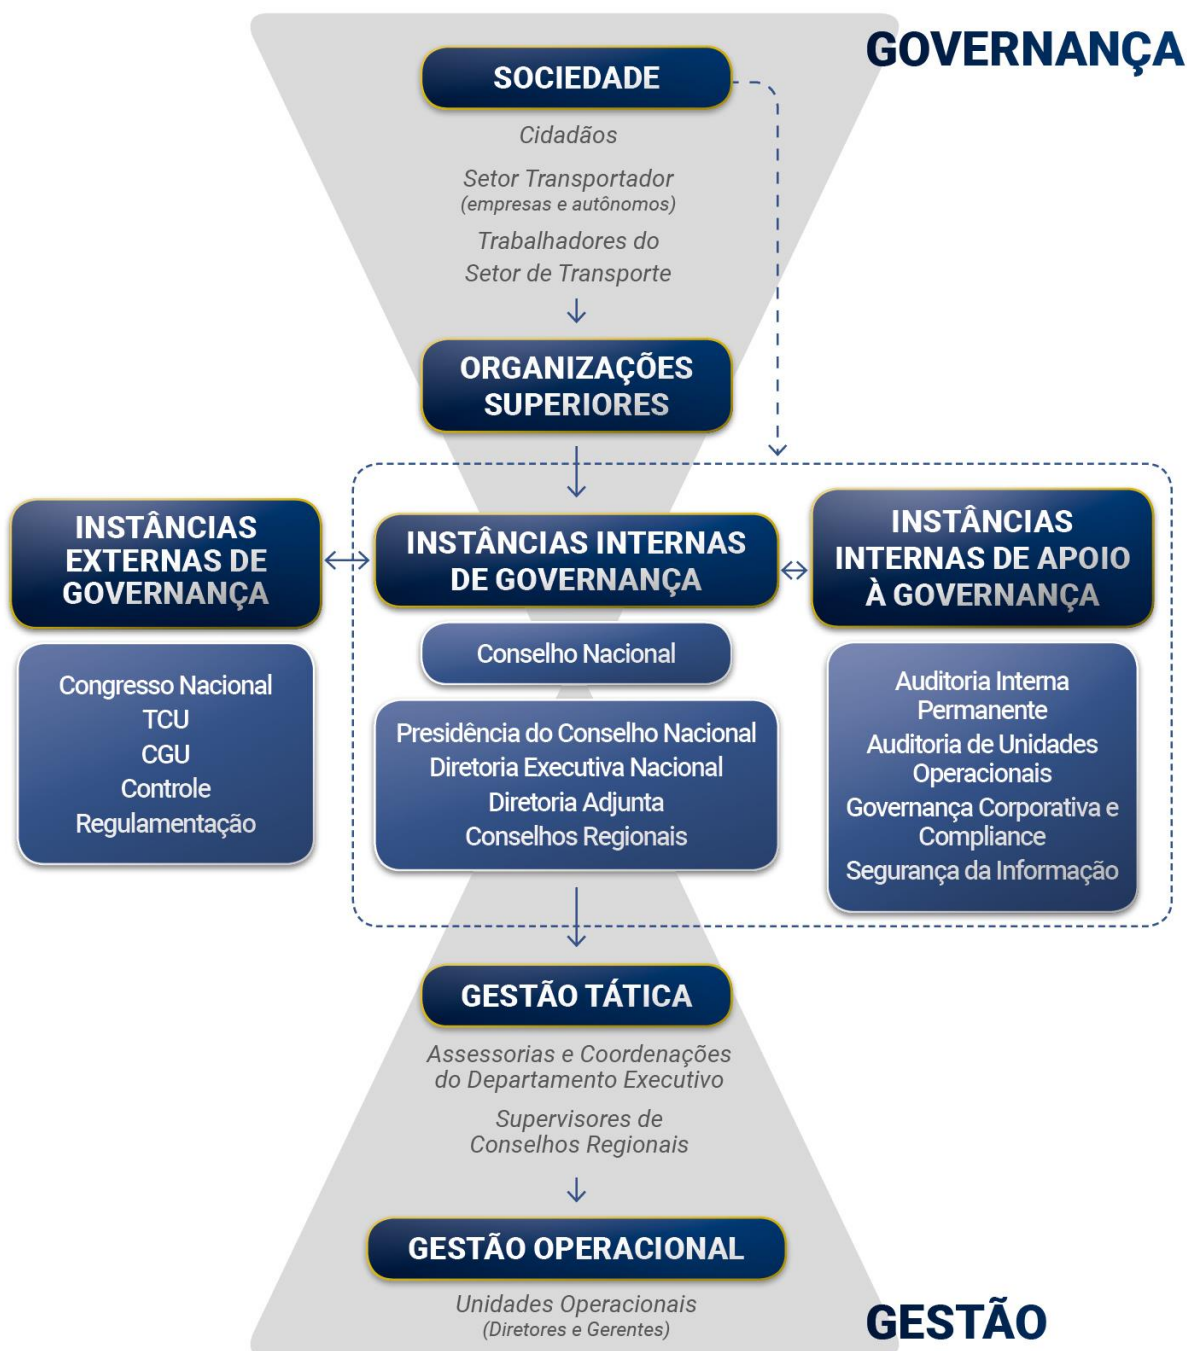 GOVERNANÇA
SOCIEDADE
Cidadãos
Setor Transportador
(empresas e autônomos)
Trabalhadores do
Setor de Transporte
ORGANIZAÇÕES
SUPERIORES
INSTÂNCIAS
EXTERNAS DE
GOVERNANÇA
Congresso Nacional
TCU
CGU
Controle
Regulamentação
INSTÂNCIAS INTERNAS
DE GOVERNANÇA
Conselho Nacional
Presidência do Conselho Nacional
Diretoria Executiva Nacional
Diretoria Adjunta
Conselhos Regionais
INSTÂNCIAS
INTERNAS DE APOIO
À GOVERNANÇA
Auditoria Interna
Permanente
Auditoria de Unidades
Operacionais
Governança Corporativa e
Compliance
Segurança da Informação
GESTÃO TÁTICA
Assessorias e Coordenações
do Departamento Executivo
Supervisores de
Conselhos Regionais
GESTÃO OPERACIONAL
Unidades Operacionais
(Diretores e Gerentes)
GESTÃO